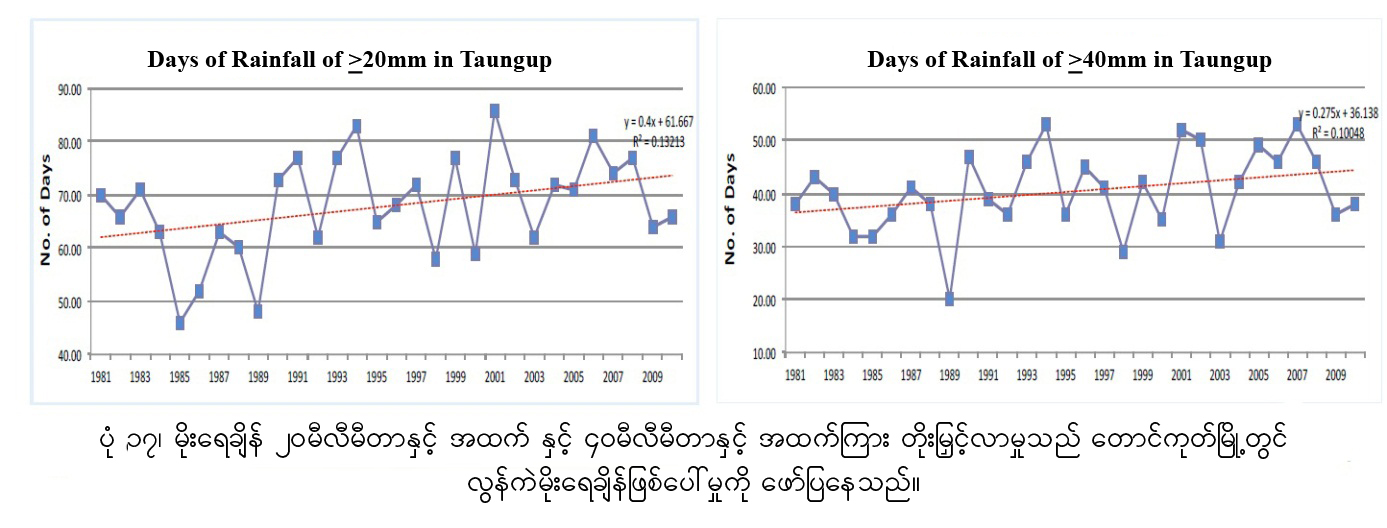 Days of Rainfall of ≥20mm in Taungup
90.00
80.00
70.00
60.00
50.00
40.00
No. of Days
y = 0.4x + 61.667
R² = 0.13213
1981 1983 1985 1987 1989 1991 1993 1995 1997 1999 2001 2003 2005 2007 2009
Days of Rainfall of ≥40mm in Taungup
60.00
50.00
40.00
30.00
20.00
10.00
No. of Days
y = 0.275x + 36.138
R² = 0.10048
1981 1983 1985 1987 1989 1991 1993 1995 1997 1999 2001 2003 2005 2007 2009
ပုံ ၃၇၊ မိုးရေချိန် ၂၀မီလီမီတာနှင့် အထက် နှင့် ၄၀မီလီမီတာနှင့် အထက်ကြား တိုးမြှင့်လာမှုသည် တောင်ကုတ်မြို့တွင်
လွန်ကဲမိုးရေချိန်ဖြစ်ပေါ်မှုကို ဖော်ပြနေသည်။